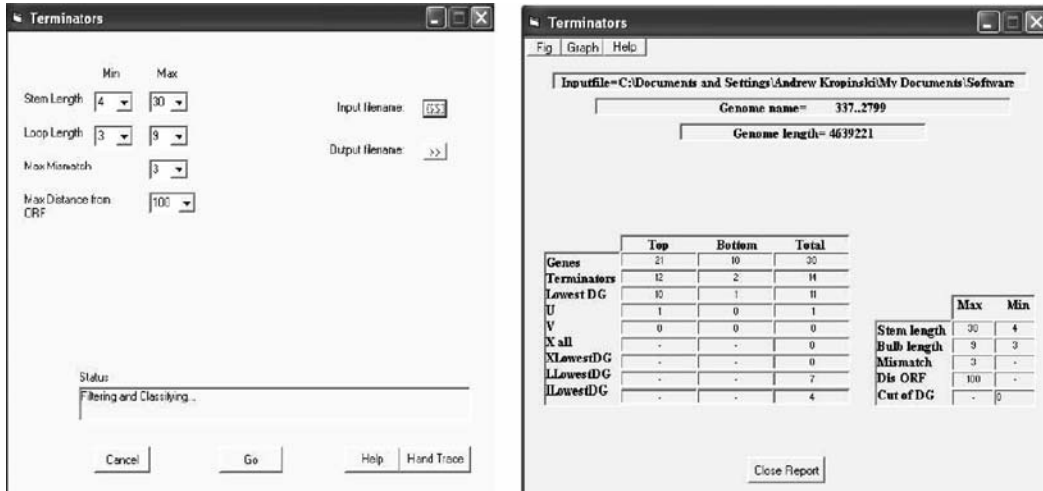 Terminators
Min Max
Stem Length 4 30
Loop Length 3 9
Max Mismatch 3
Max Distance from ORF 100
Input filename:
Output filename: >>
Status
Filtering and Classifying...
Cancel Go Help Hand Trace
Terminators
Fig Graph Help
Inputfile=C:\Documents and Settings\Andrew Kropinski\My Documents\Software
Genome name= 337..2799
Genome length= 4639221
Top Bottom Total
Genes 21 10 30
Terminators 12 2 14
Lowest DG 10 1 11
U 1 0 1
V 0 0 0
X all - - 0
XLowestDG - - 0
LLowestDG - - 7
ILowestDG - - 4
Max Min
Stem length 30 4
Bulb length 9 3
Mismatch 3 -
Dis ORF 100 -
Cut of DG - 0
Close Report